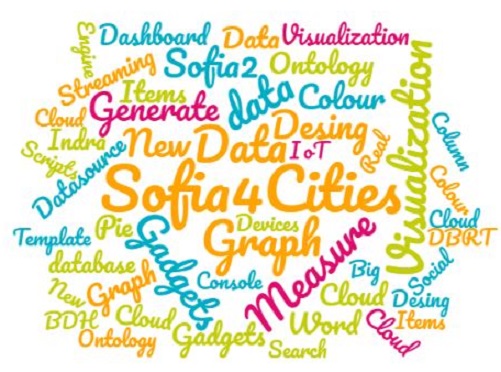 Engine
Dashboard
Data
Visualization
Streaming
Sofia2
Ontology
Items
data
Colour
Cloud
Generate
Desing
Indra
New
Data
IoT
Real
Visualization
Column
Scripts
Datasource
Sofia4Cities
Colour
Template
Pie
Gadgets
Devices
Graph
Measure
Cloud
DBRT
database
Console
Big
Social
New
Graph
Cloud
Desing
BDH
Cloud
Gadgets
Word
Cloud
Items
Ontology
Search